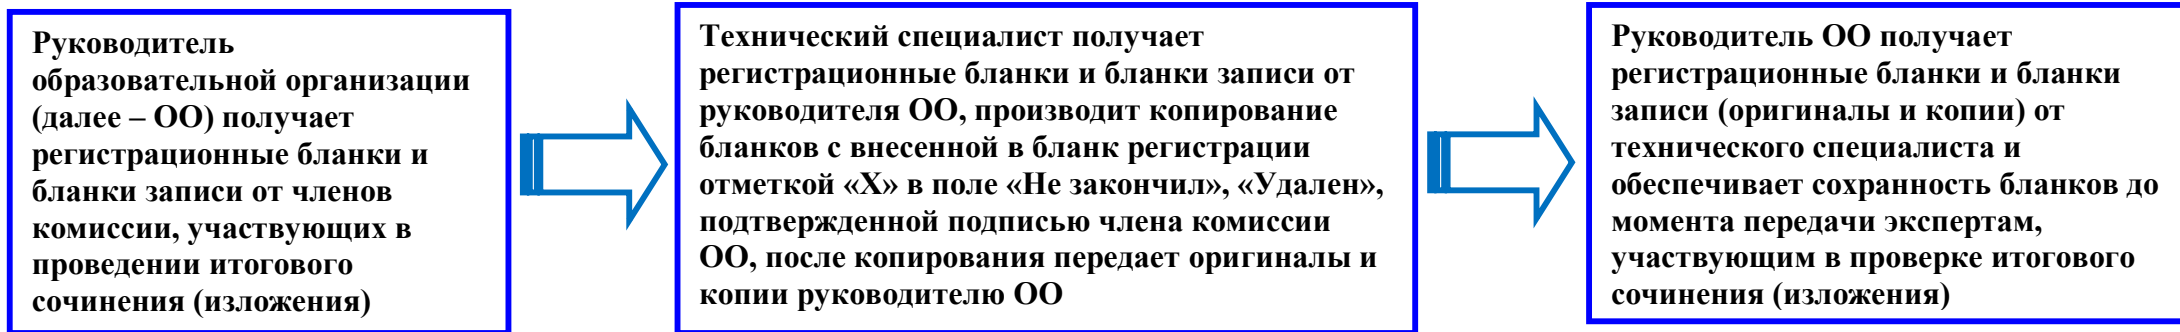 Руководитель
образовательной организации
(далее – ОО) получает
регистрационные бланки и
бланки записи от членов
комиссии, участвующих в
проведении итогового
сочинения (изложения)
Технический специалист получает
регистрационные бланки и бланки записи от
руководителя ОО, производит копирование
бланков с внесенной в бланк регистрации
отметкой «Х» в поле «Не закончил», «Удален»,
подтвержденной подписью члена комиссии
ОО, после копирования передает оригиналы и
копии руководителю ОО
Руководитель ОО получает
регистрационные бланки и бланки
записи (оригиналы и копии) от
технического специалиста и
обеспечивает сохранность бланков до
момента передачи экспертам,
участвующим в проверке итогового
сочинения (изложения)